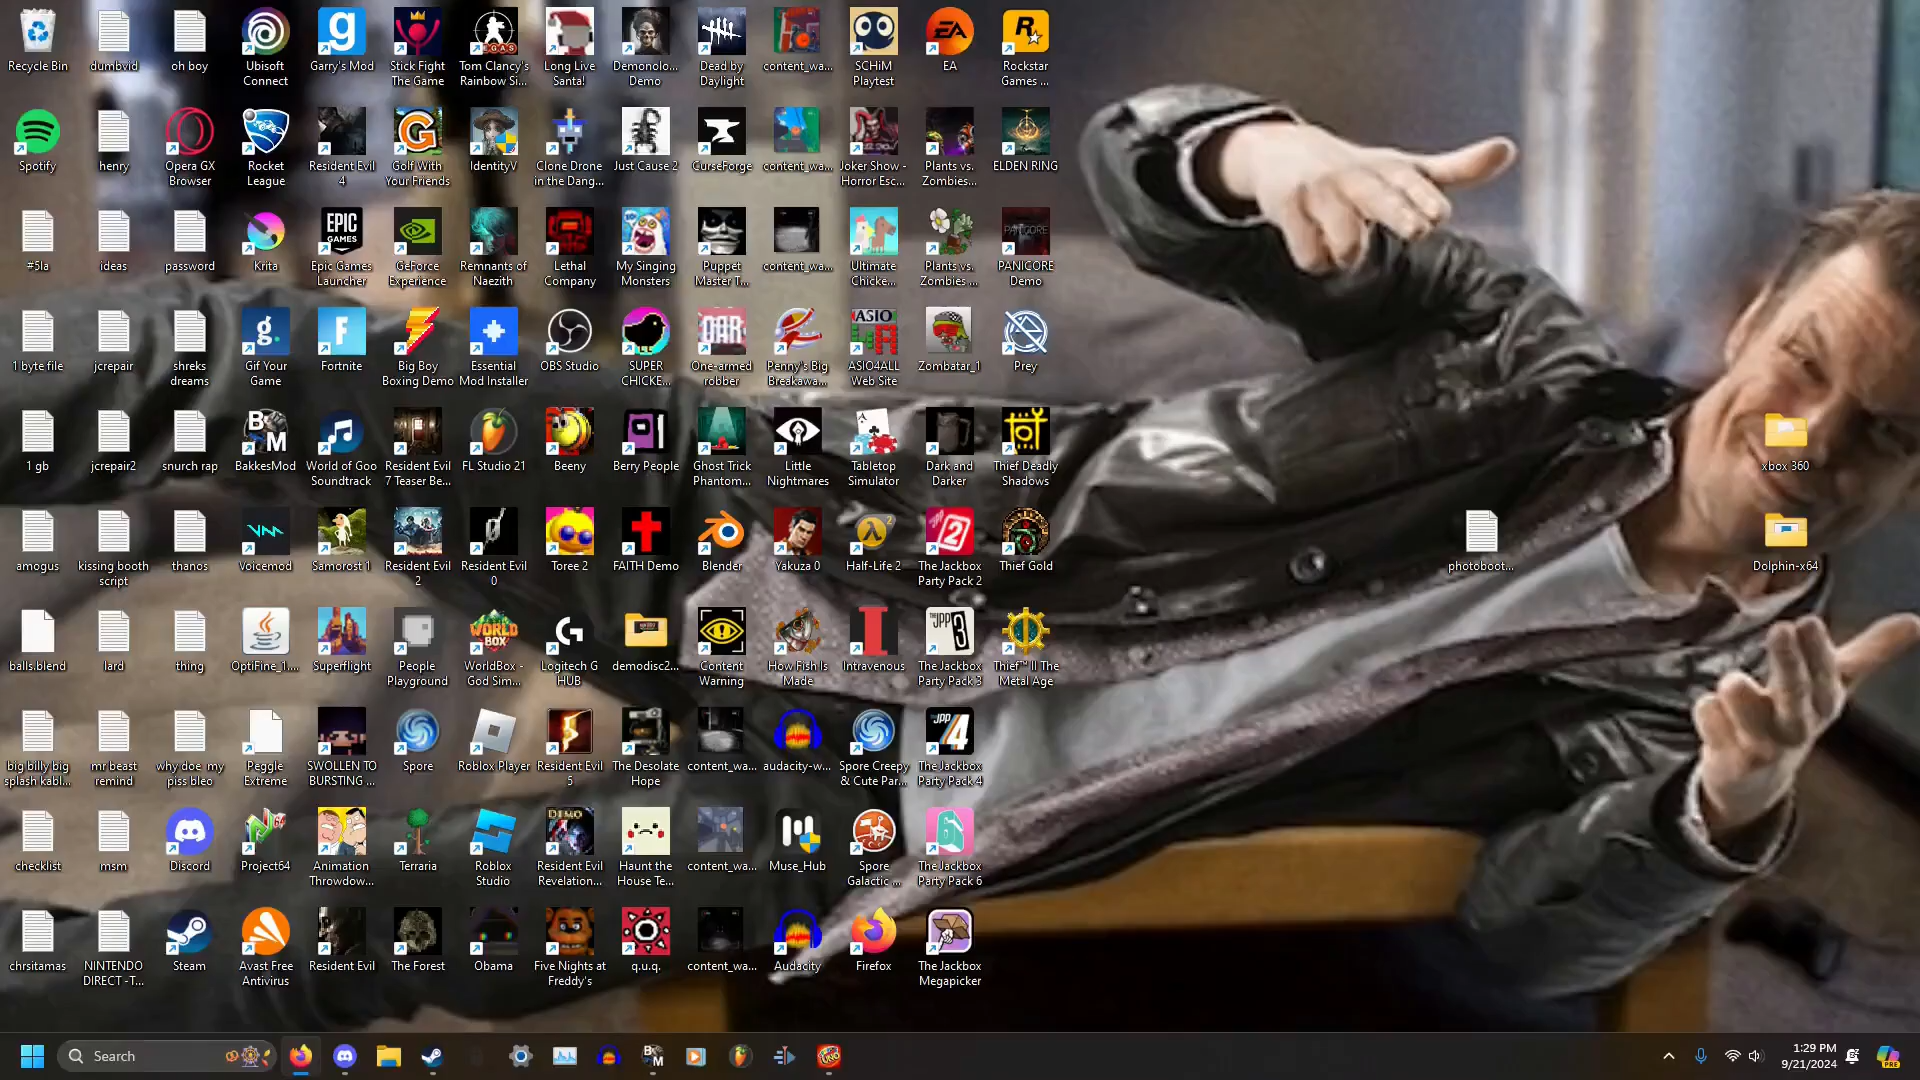 Recycle Bin
dumbvid
oh boy
Ubisoft
Connect
Garry's Mod
Stick Fight
The Game
Tom Clancy's
Rainbow Si...
Long Live
Santa!
Demonolo...
Demo
Dead by
Daylight
content_wa...
SCHiM
Playtest
EA
Rockstar
Games ...
Spotify
henry
Opera GX
Browser
Rocket
League
Resident Evil
4
Golf With
Your Friends
IdentityV
Clone Drone
in the Dang...
Just Cause 2
CurseForge
content_wa...
Joker Show -
Horror Esc...
Plants vs.
Zombies...
ELDEN RING
#5la
ideas
password
Krita
Epic Games
Launcher
GeForce
Experience
Remnants of
Naezith
Lethal
Company
My Singing
Monsters
Puppet
Master T...
content_wa...
Ultimate
Chicke...
Plants vs.
Zombies ...
PANICORE
Demo
1 byte file
jcrepair
shreks
dreams
Gif Your
Game
Fortnite
Big Boy
Boxing Demo
Essential
Mod Installer
OBS Studio
SUPER
CHICKE...
One-armed
robber
Penny's Big
Breakawa...
ASIO4ALL
Web Site
Zombatar_1
Prey
1 gb
jcrepair2
snurch rap
BakkesMod
World of Goo
Soundtrack
Resident Evil
7 Teaser Be...
FL Studio 21
Beeny
Berry People
Ghost Trick
Phantom...
Little
Nightmares
Tabletop
Simulator
Dark and
Darker
Thief Deadly
Shadows
xbox 360
amogus
kissing booth
script
thanos
Voicemod
Samorost 1
Resident Evil
2
Resident Evil
0
Toree 2
FAITH Demo
Blender
Yakuza 0
Half-Life 2
The Jackbox
Party Pack 2
Thief Gold
photoboot...
Dolphin-x64
balls.blend
lard
thing
OptiFine_1....
Superflight
People
Playground
WorldBox -
God Sim...
Logitech G
HUB
demodisc2...
Content
Warning
How Fish Is
Made
Intravenous
The Jackbox
Party Pack 3
Thief™ II The
Metal Age
big billy big
splash kabl...
mr beast
remind
why doe my
piss bleo
Peggle
Extreme
SWOLLEN TO
BURSTING ...
Spore
Roblox Player
Resident Evil
5
The Desolate
Hope
content_wa...
audacity-w...
Spore Creepy
& Cute Par...
The Jackbox
Party Pack 4
checklist
msm
Discord
Project64
Animation
Throwdow...
Terraria
Roblox
Studio
Resident Evil
Revelation...
Haunt the
House Te...
content_wa...
Muse_Hub
Spore
Galactic ...
The Jackbox
Party Pack 6
chrsitamas
NINTENDO
DIRECT -T...
Steam
Avast Free
Antivirus
Resident Evil
The Forest
Obama
Five Nights at
Freddy's
q.u.q.
content_wa...
Audacity
Firefox
The Jackbox
Megapicker
Search
1:29 PM
9/21/2024